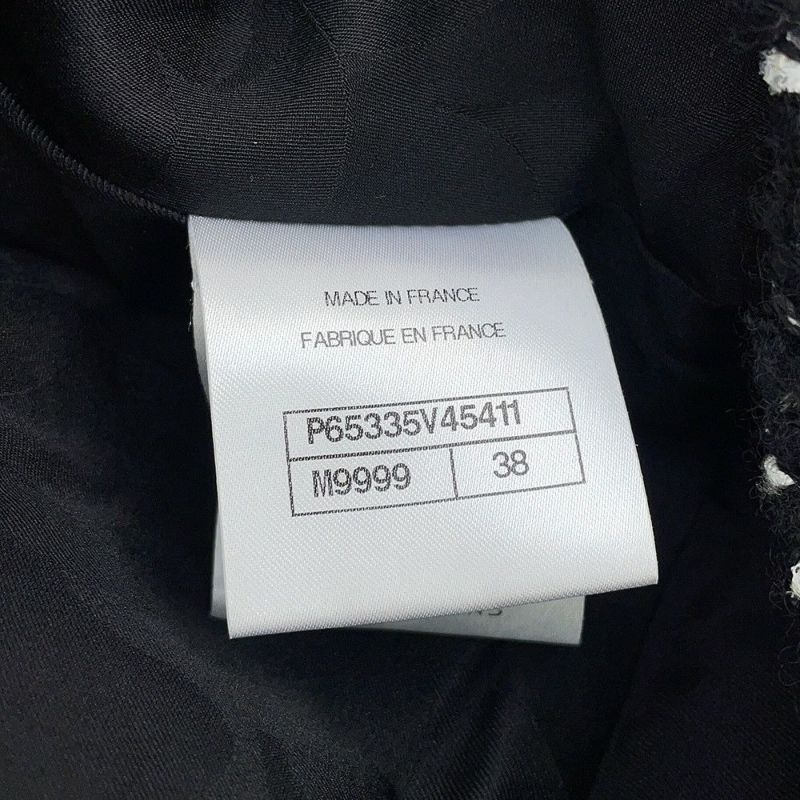 MADE IN FRANCE
FABRIQUE EN FRANCE
P65335V45411
M9999 38